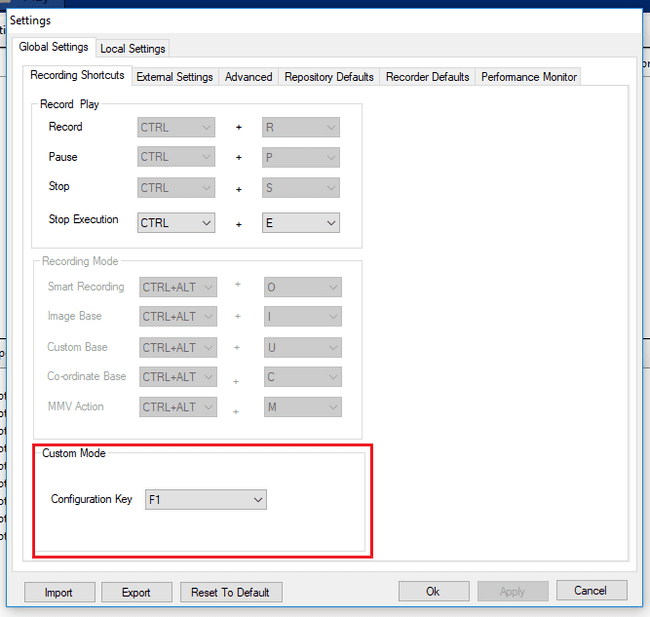 Settings
Global Settings Local Settings
Recording Shortcuts External Settings Advanced Repository Defaults Recorder Defaults Performance Monitor
Record Play
Record CTRL + R
Pause CTRL + P
Stop CTRL + S
Stop Execution CTRL + E
Recording Mode
Smart Recording CTRL+ALT + O
Image Base CTRL+ALT + I
Custom Base CTRL+ALT + U
Co-ordinate Base CTRL+ALT + C
MMV Action CTRL+ALT + M
Custom Mode
Configuration Key F1
Import Export Reset To Default Ok Apply Cancel